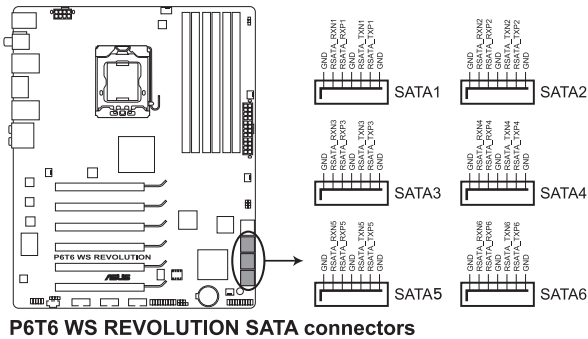 GND
RSATA_RXN1
RSATA_RXP1
GND
RSATA_TXN1
RSATA_TXP1
GND
SATA1
GND
RSATA_RXN2
RSATA_RXP2
GND
RSATA_TXN2
RSATA_TXP2
GND
SATA2
GND
RSATA_RXN3
RSATA_RXP3
GND
RSATA_TXN3
RSATA_TXP3
GND
SATA3
GND
RSATA_RXN4
RSATA_RXP4
GND
RSATA_TXN4
RSATA_TXP4
GND
SATA4
GND
RSATA_RXN5
RSATA_RXP5
GND
RSATA_TXN5
RSATA_TXP5
GND
SATA5
GND
RSATA_RXN6
RSATA_RXP6
GND
RSATA_TXN6
RSATA_TXP6
GND
SATA6
P6T6 WS REVOLUTION
ASUS
P6T6 WS REVOLUTION SATA connectors